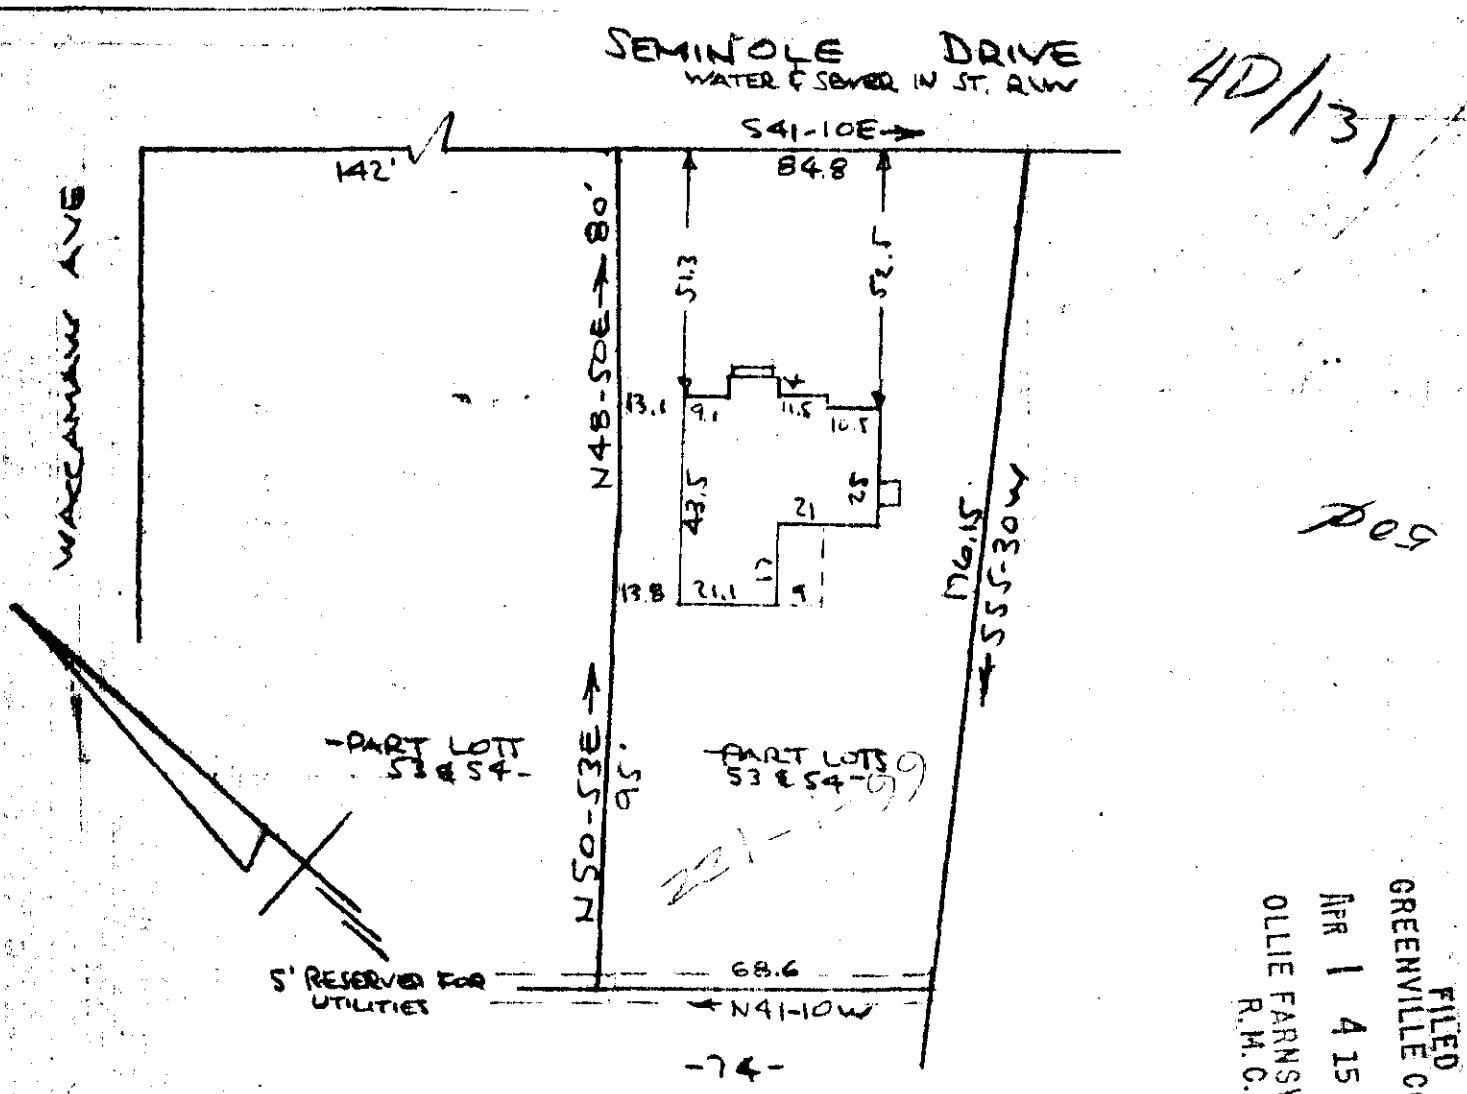 SEMINOLE DRIVE
WATER & SEWER IN ST. R/W
4D/131
S41-10E
142'
84.8
WACCAMAW AVE
N48-50E 80'
51.3
52.5
13.1
9.1
4
11.5
10.5
43.5
25
21
17
13.8
21.1
9
176.15
S55-30W
50¢
N50-53E
95'
-PART LOTS
53 & 54-
-PART LOTS
53 & 54-
5' RESERVED FOR
UTILITIES
68.6
N41-10W
-74-
FILED
GREENVILLE
APR 1 4 15
OLLIE
R.M.C.